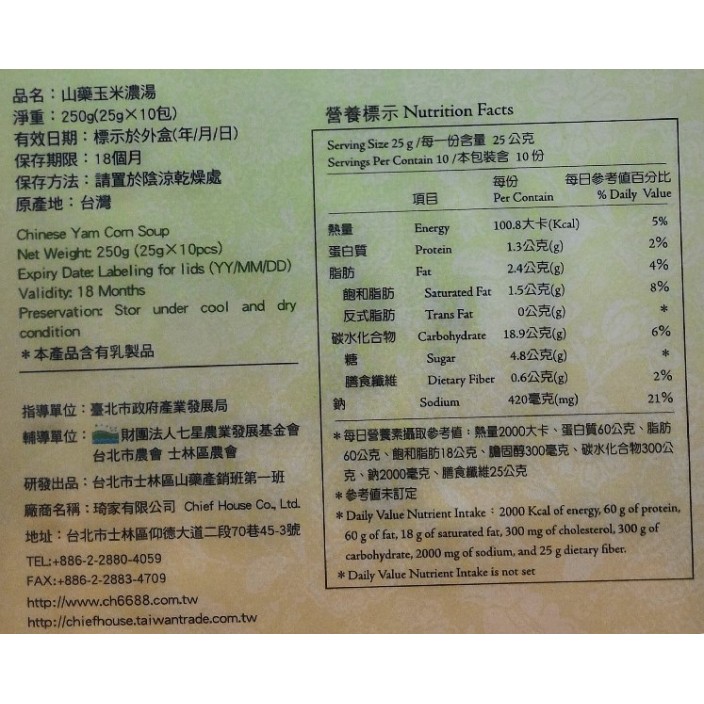 品名：山藥玉米濃湯
淨重：250g(25g×10包)
有效日期：標示於外盒(年/月/日)
保存期限：18個月
保存方法：請置於陰涼乾燥處
原產地：台灣
Chinese Yam Corn Soup
Net Weight: 250g (25g×10pcs)
Expiry Date: Labeling for lids (YY/MM/DD)
Validity: 18 Months
Preservation: Stor under cool and dry
condition
＊本產品含有乳製品
指導單位：臺北市政府產業發展局
輔導單位：財團法人七星農業發展基金會
台北市農會 士林區農會
研發出品：台北市士林區山藥產銷班第一班
廠商名稱：琦家有限公司 Chief House Co., Ltd.
地址：台北市士林區仰德大道二段70巷45-3號
TEL:+886-2-2880-4059
FAX:+886-2-2883-4709
http://www.ch6688.com.tw
http://chiefhouse.taiwantrade.com.tw
營養標示 Nutrition Facts
Serving Size 25 g /每一份含量 25 公克
Servings Per Contain 10 /本包裝含 10 份
每份 每日參考值百分比
項目 Per Contain % Daily Value
熱量 Energy 100.8大卡(Kcal) 5%
蛋白質 Protein 1.3公克(g) 2%
脂肪 Fat 2.4公克(g) 4%
飽和脂肪 Saturated Fat 1.5公克(g) 8%
反式脂肪 Trans Fat 0公克(g) *
碳水化合物 Carbohydrate 18.9公克(g) 6%
糖 Sugar 4.8公克(g) *
膳食纖維 Dietary Fiber 0.6公克(g) 2%
鈉 Sodium 420毫克(mg) 21%
＊每日營養素攝取參考值：熱量2000大卡、蛋白質60公克、脂肪
60公克、飽和脂肪18公克、膽固醇300毫克、碳水化合物300公
克、鈉2000毫克、膳食纖維25公克
＊參考值未訂定
＊Daily Value Nutrient Intake：2000 Kcal of energy, 60 g of protein,
60 g of fat, 18 g of saturated fat, 300 mg of cholesterol, 300 g of
carbohydrate, 2000 mg of sodium, and 25 g dietary fiber.
＊Daily Value Nutrient Intake is not set